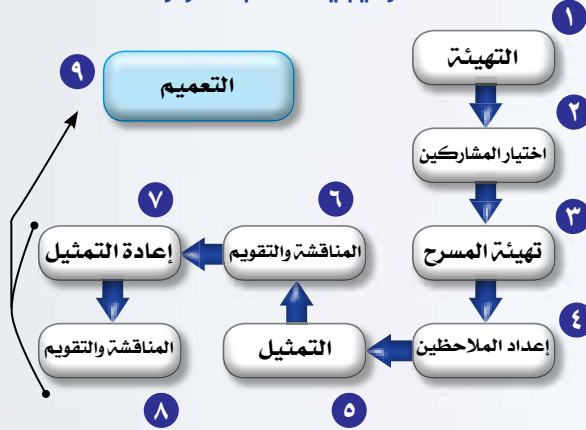 ١
التهيئة
٢
اختيار المشاركين
٣
تهيئة المسرح
٤
إعداد الملاحظين
٥
التمثيل
٦
المناقشة والتقويم
٧
إعادة التمثيل
٨
المناقشة والتقويم
٩
التعميم